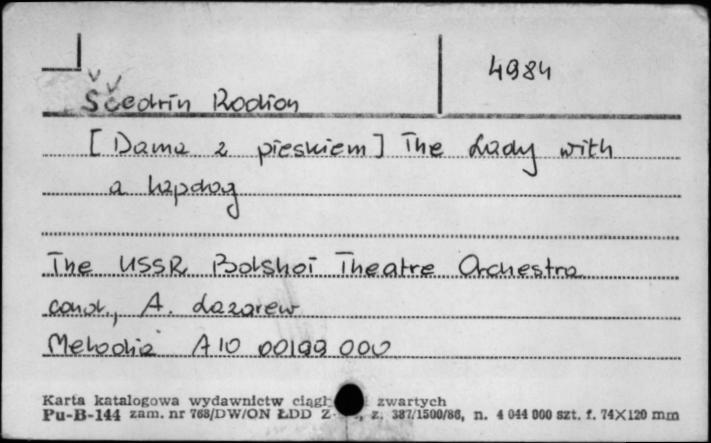 4984
Ščedrin Rodion
[Dama z pieskiem] The Lady with
a lapdog
The USSR Bolshoi Theatre Orchestra
cond., A. Lazarew
Melodia A10 00199 000
Karta katalogowa wydawnictw zwartych
Pu-B-144 zam. nr 768/DW/ON ŁDD z. 387/1500/86, n. 4 044 000 szt. f. 74×120 mm